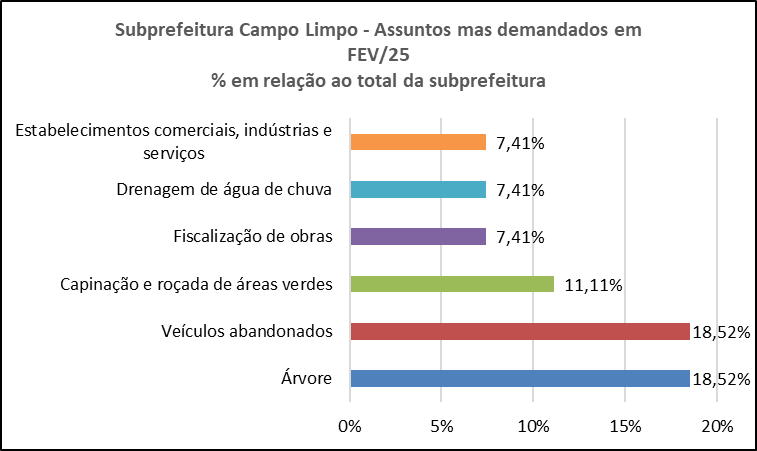 Subprefeitura Campo Limpo - Assuntos mas demandados em
FEV/25
% em relação ao total da subprefeitura
Estabelecimentos comerciais, indústrias e
serviços
7,41%
Drenagem de água de chuva
7,41%
Fiscalização de obras
7,41%
Capinação e roçada de áreas verdes
11,11%
Veículos abandonados
18,52%
Árvore
18,52%
0%
5%
10%
15%
20%